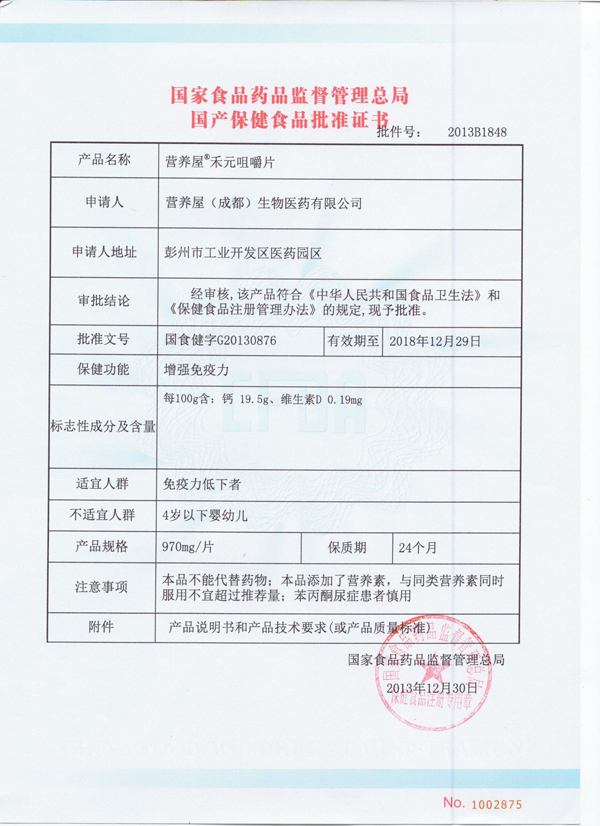 国家食品药品监督管理总局
国产保健食品批准证书
批件号： 2013B1848
产品名称 营养屋®禾元咀嚼片
申请人 营养屋（成都）生物医药有限公司
申请人地址 彭州市工业开发区医药园区
审批结论 经审核,该产品符合《中华人民共和国食品卫生法》和
《保健食品注册管理办法》的规定,现予批准。
批准文号 国食健字G20130876 有效期至 2018年12月29日
保健功能 增强免疫力
标志性成分及含量 每100g含：钙 19.5g、维生素D 0.19mg
适宜人群 免疫力低下者
不适宜人群 4岁以下婴幼儿
产品规格 970mg/片 保质期 24个月
注意事项 本品不能代替药物；本品添加了营养素，与同类营养素同时
服用不宜超过推荐量；苯丙酮尿症患者慎用
附件 产品说明书和产品技术要求(或产品质量标准)
国家食品药品监督管理总局
2013年12月30日
国家食品药品监督管理总局
保健食品注册专用章
CFDA
No. 1002875